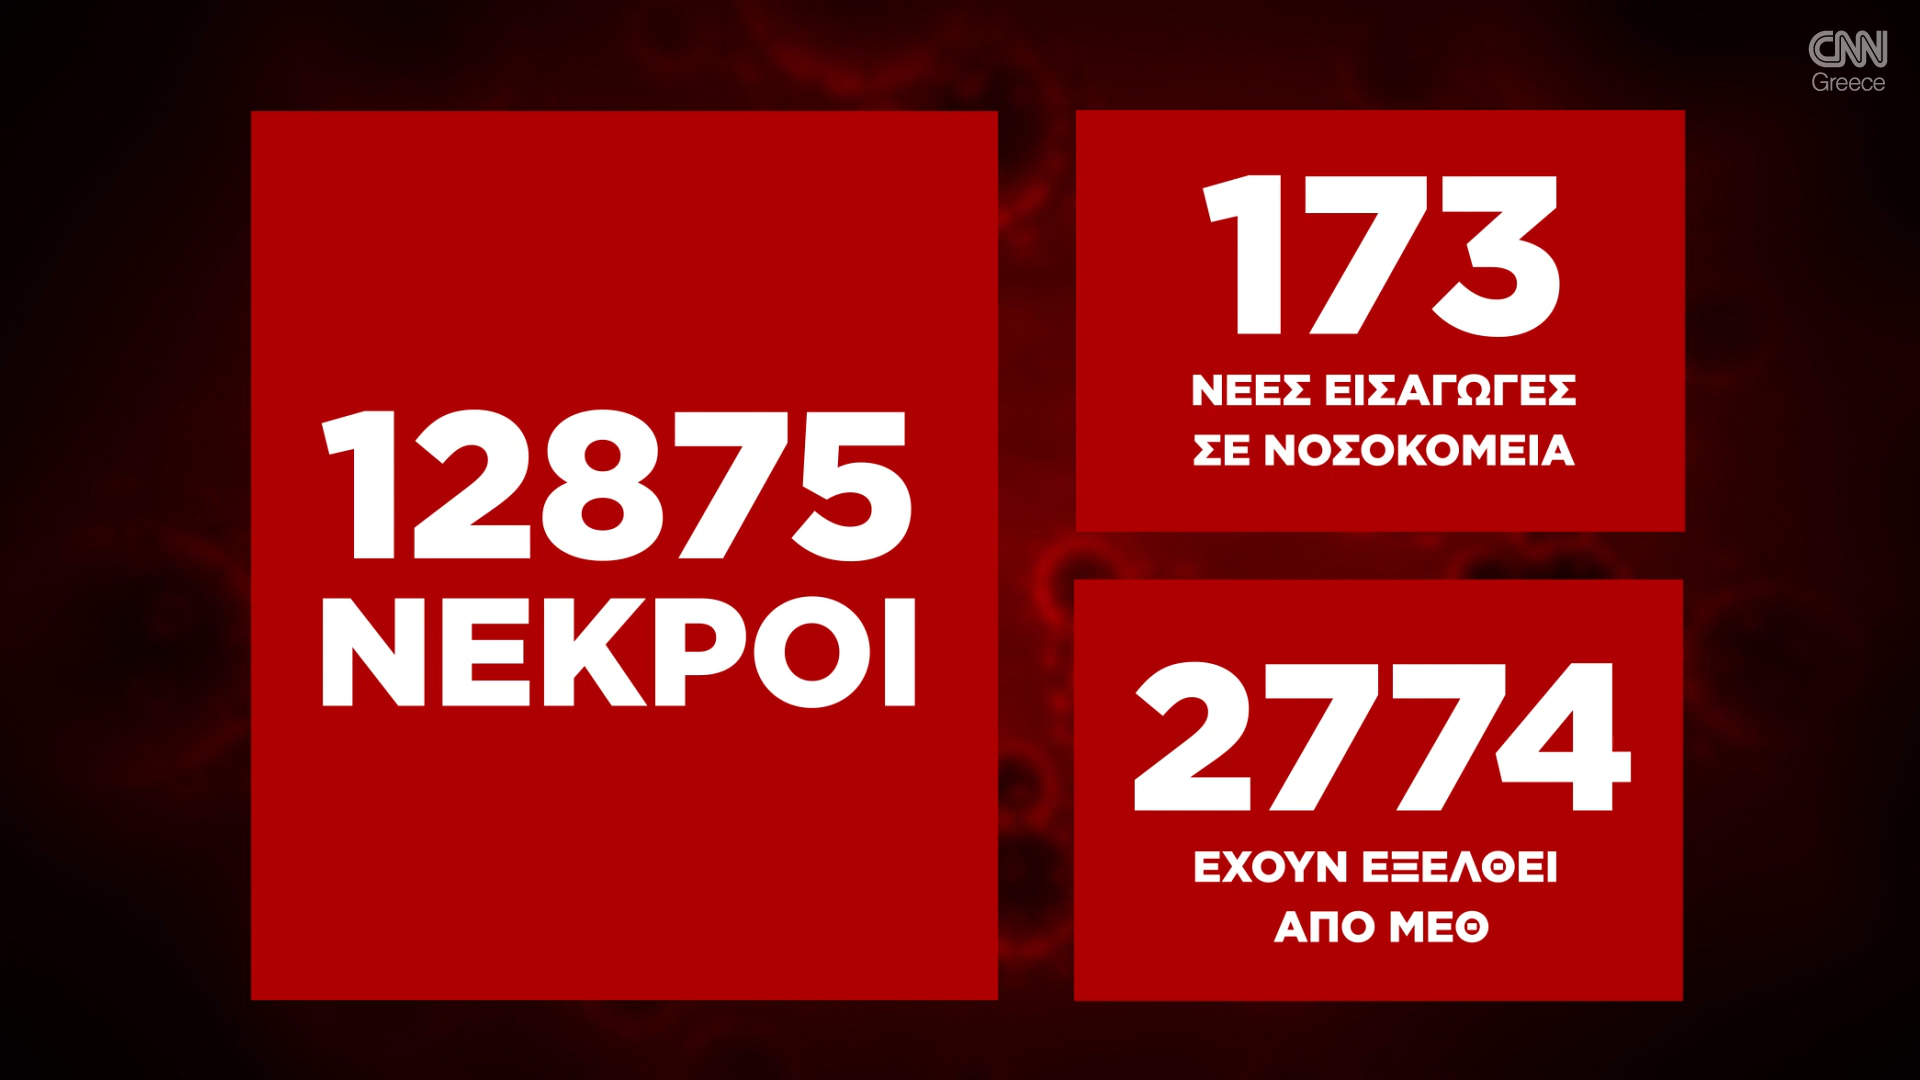 CNN
Greece
12875
ΝΕΚΡΟΙ
173
ΝΕΕΣ ΕΙΣΑΓΩΓΕΣ
ΣΕ ΝΟΣΟΚΟΜΕΙΑ
2774
ΕΧΟΥΝ ΕΞΕΛΘΕΙ
ΑΠΟ ΜΕΘ